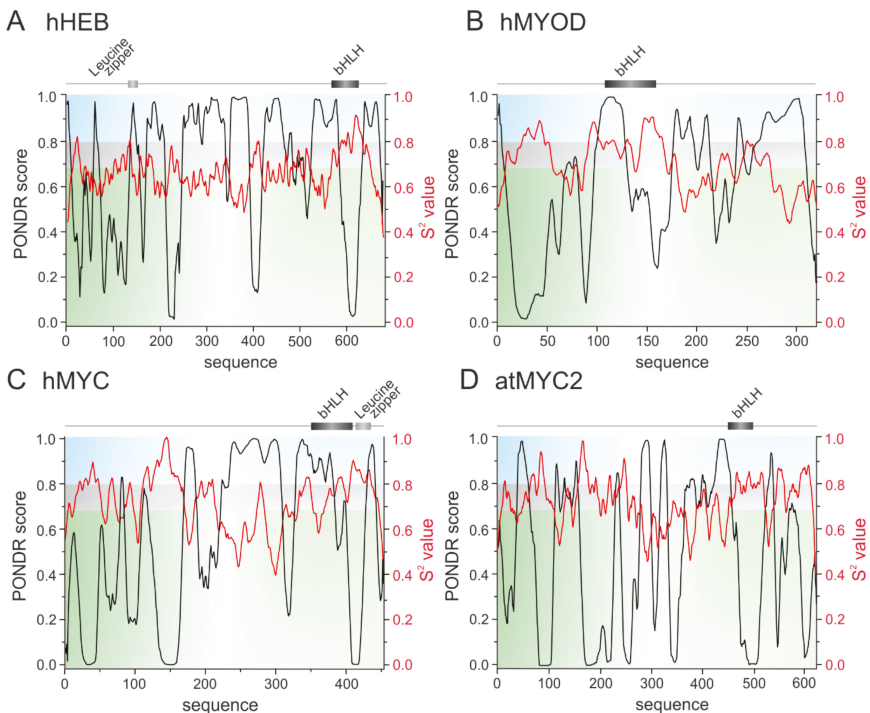 A hHEB
Leucine
zipper
bHLH
1.0
0.8
0.6
0.4
0.2
0.0
PONDR score
1.0
0.8
0.6
0.4
0.2
0.0
S² value
0 100 200 300 400 500 600
sequence
B hMYOD
bHLH
1.0
0.8
0.6
0.4
0.2
0.0
PONDR score
1.0
0.8
0.6
0.4
0.2
0.0
S² value
0 50 100 150 200 250 300
sequence
C hMYC
bHLH
Leucine
zipper
1.0
0.8
0.6
0.4
0.2
0.0
PONDR score
1.0
0.8
0.6
0.4
0.2
0.0
S² value
0 100 200 300 400
sequence
D atMYC2
bHLH
1.0
0.8
0.6
0.4
0.2
0.0
PONDR score
1.0
0.8
0.6
0.4
0.2
0.0
S² value
0 100 200 300 400 500 600
sequence